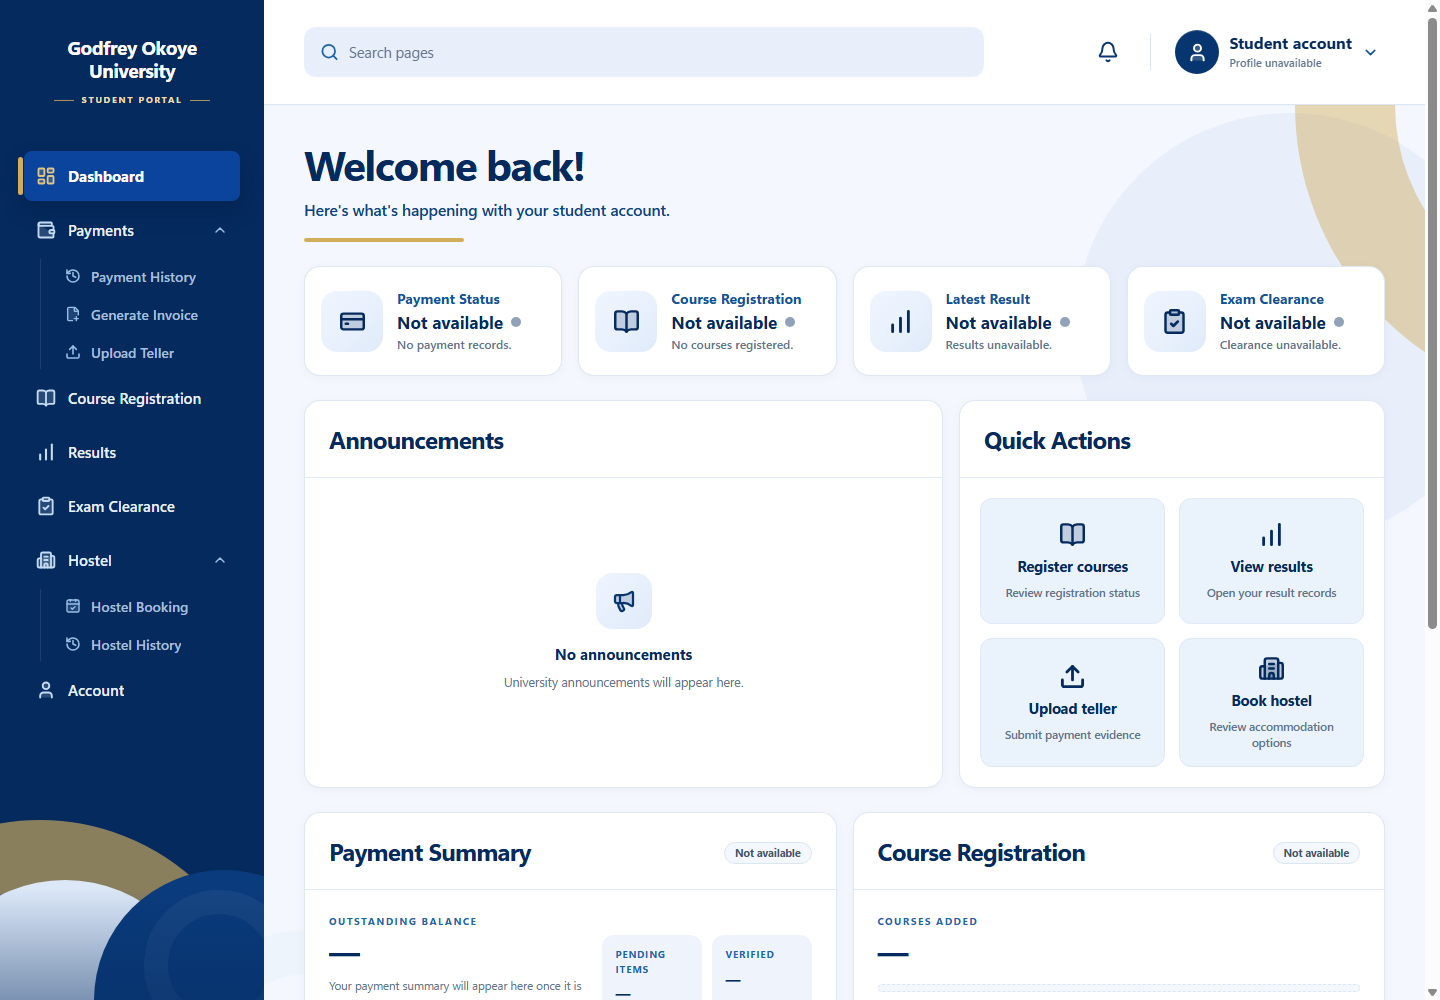 Godfrey Okoye
University
STUDENT PORTAL
Dashboard
Payments
Payment History
Generate Invoice
Upload Teller
Course Registration
Results
Exam Clearance
Hostel
Hostel Booking
Hostel History
Account
Search pages
Student account
Profile unavailable
Welcome back!
Here's what's happening with your student account.
Payment Status
Not available
No payment records.
Course Registration
Not available
No courses registered.
Latest Result
Not available
Results unavailable.
Exam Clearance
Not available
Clearance unavailable.
Announcements
No announcements
University announcements will appear here.
Quick Actions
Register courses
Review registration status
View results
Open your result records
Upload teller
Submit payment evidence
Book hostel
Review accommodation
options
Payment Summary
Not available
OUTSTANDING BALANCE
—
Your payment summary will appear here once it is
PENDING
ITEMS
—
VERIFIED
—
Course Registration
Not available
COURSES ADDED
—